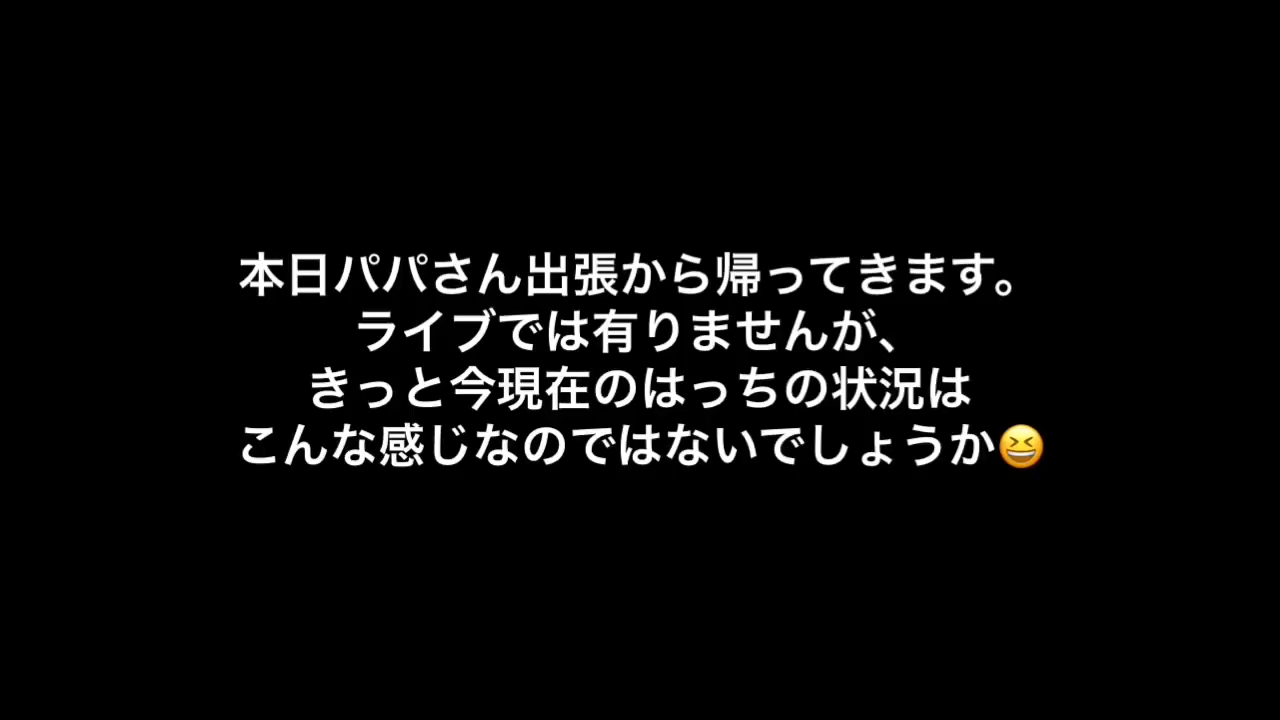 本日パパさん出張から帰ってきます。
ライブでは有りませんが、
きっと今現在のはっちの状況は
こんな感じなのではないでしょうか😆